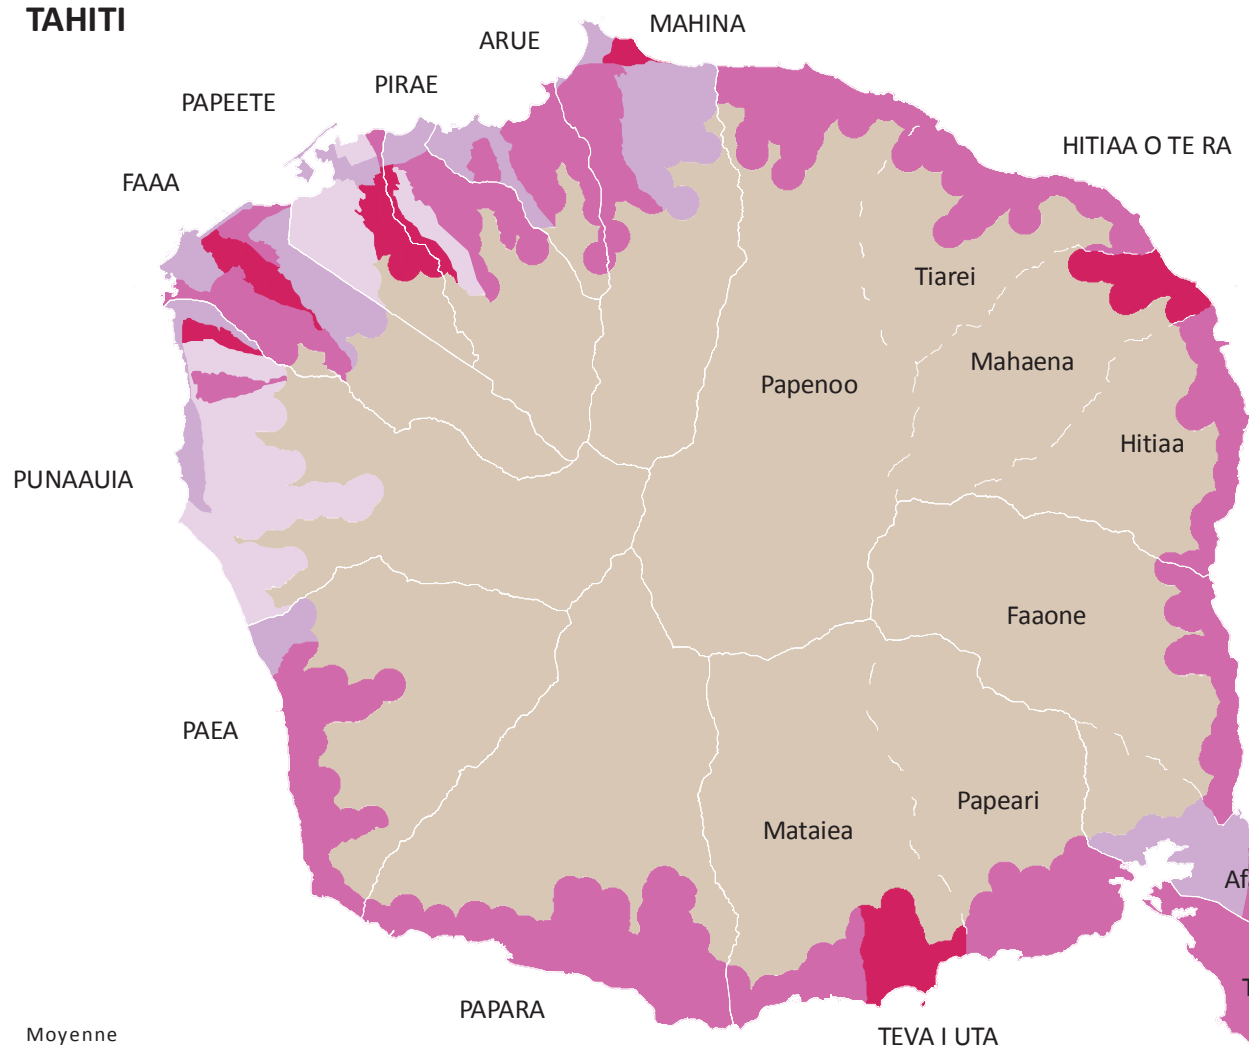 TAHITI
MAHINA
ARUE
PIRAE
PAPEETE
HITIAA O TE RA
FAAA
Tiarei
Mahaena
Papenoo
Hitiaa
PUNAAUIA
Faaone
PAEA
Papeari
Mataiea
Af
T
PAPARA
Moyenne
TEVA I UTA